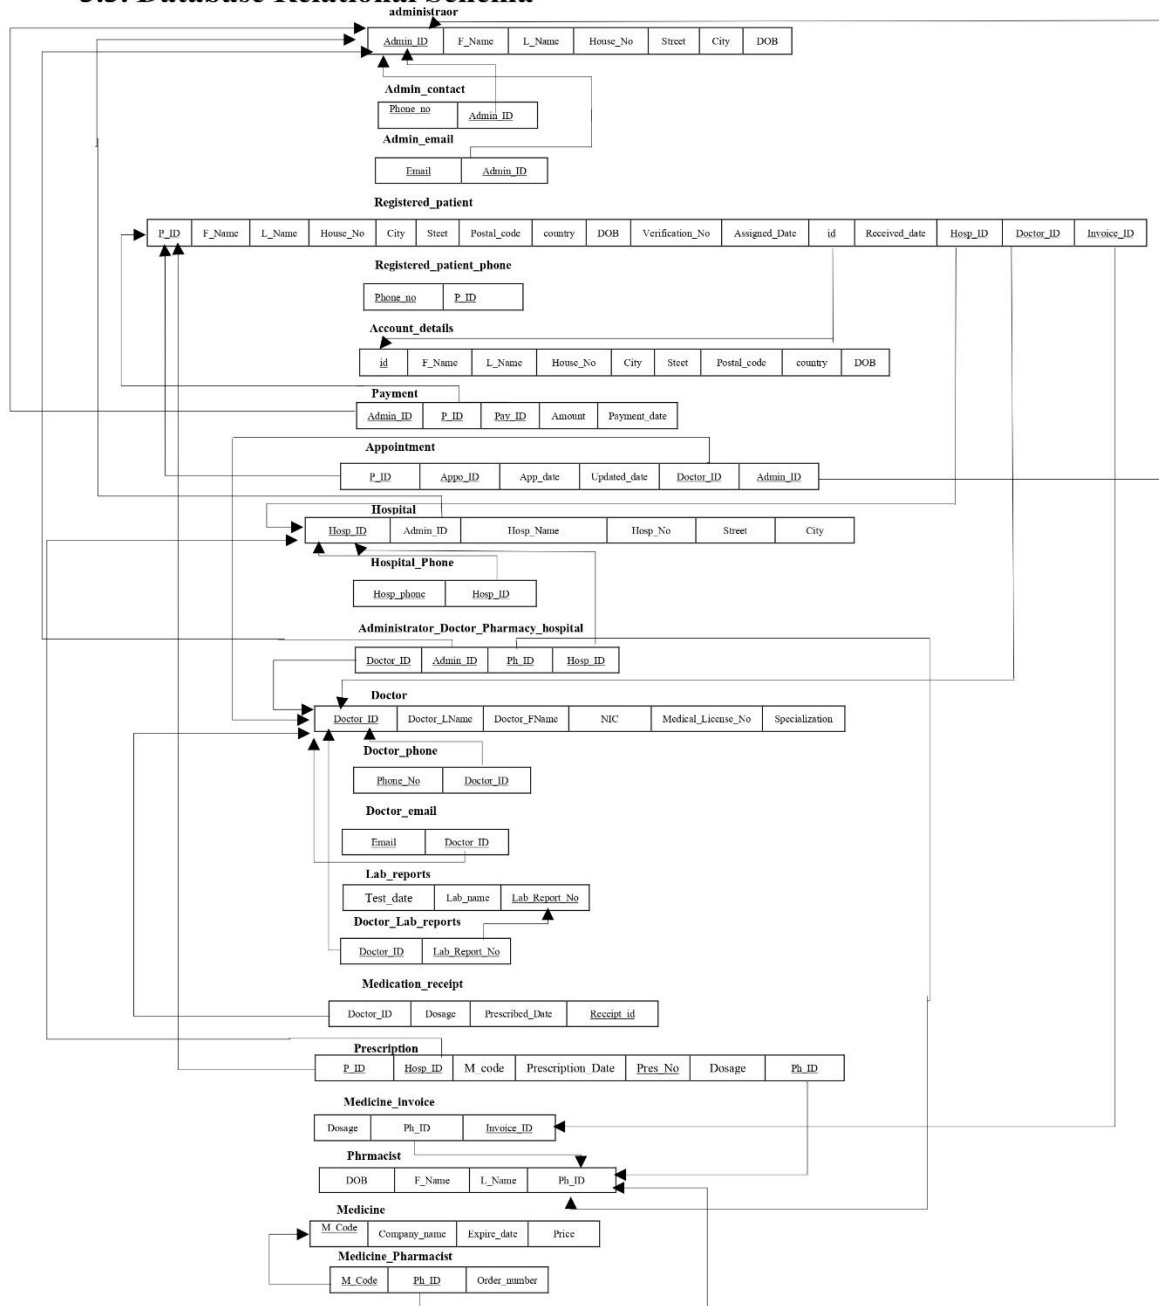 3.3. Database Relational Schema
administraor
Admin_ID F_Name L_Name House_No Street City DOB
Admin_contact
Phone_no Admin_ID
Admin_email
Email Admin_ID
Registered_patient
P_ID F_Name L_Name House_No City Steet Postal_code country DOB Verification_No Assigned_Date id Received_date Hosp_ID Doctor_ID Invoice_ID
Registered_patient_phone
Phone_no P_ID
Account_details
id F_Name L_Name House_No City Steet Postal_code country DOB
Payment
Admin_ID P_ID Pay_ID Amount Payment_date
Appointment
P_ID Appo_ID App_date Updated_date Doctor_ID Admin_ID
Hospital
Hosp_ID Admin_ID Hosp_Name Hosp_No Street City
Hospital_Phone
Hosp_phone Hosp_ID
Administrator_Doctor_Pharmacy_hospital
Doctor_ID Admin_ID Ph_ID Hosp_ID
Doctor
Doctor_ID Doctor_LName Doctor_FName NIC Medical_License_No Specialization
Doctor_phone
Phone_No Doctor_ID
Doctor_email
Email Doctor_ID
Lab_reports
Test_date Lab_name Lab_Report_No
Doctor_Lab_reports
Doctor_ID Lab_Report_No
Medication_receipt
Doctor_ID Dosage Prescribed_Date Receipt_id
Prescription
P_ID Hosp_ID M_code Prescription_Date Pres_No Dosage Ph_ID
Medicine_invoice
Dosage Ph_ID Invoice_ID
Phrmacist
DOB F_Name L_Name Ph_ID
Medicine
M_Code Company_name Expire_date Price
Medicine_Pharmacist
M_Code Ph_ID Order_number